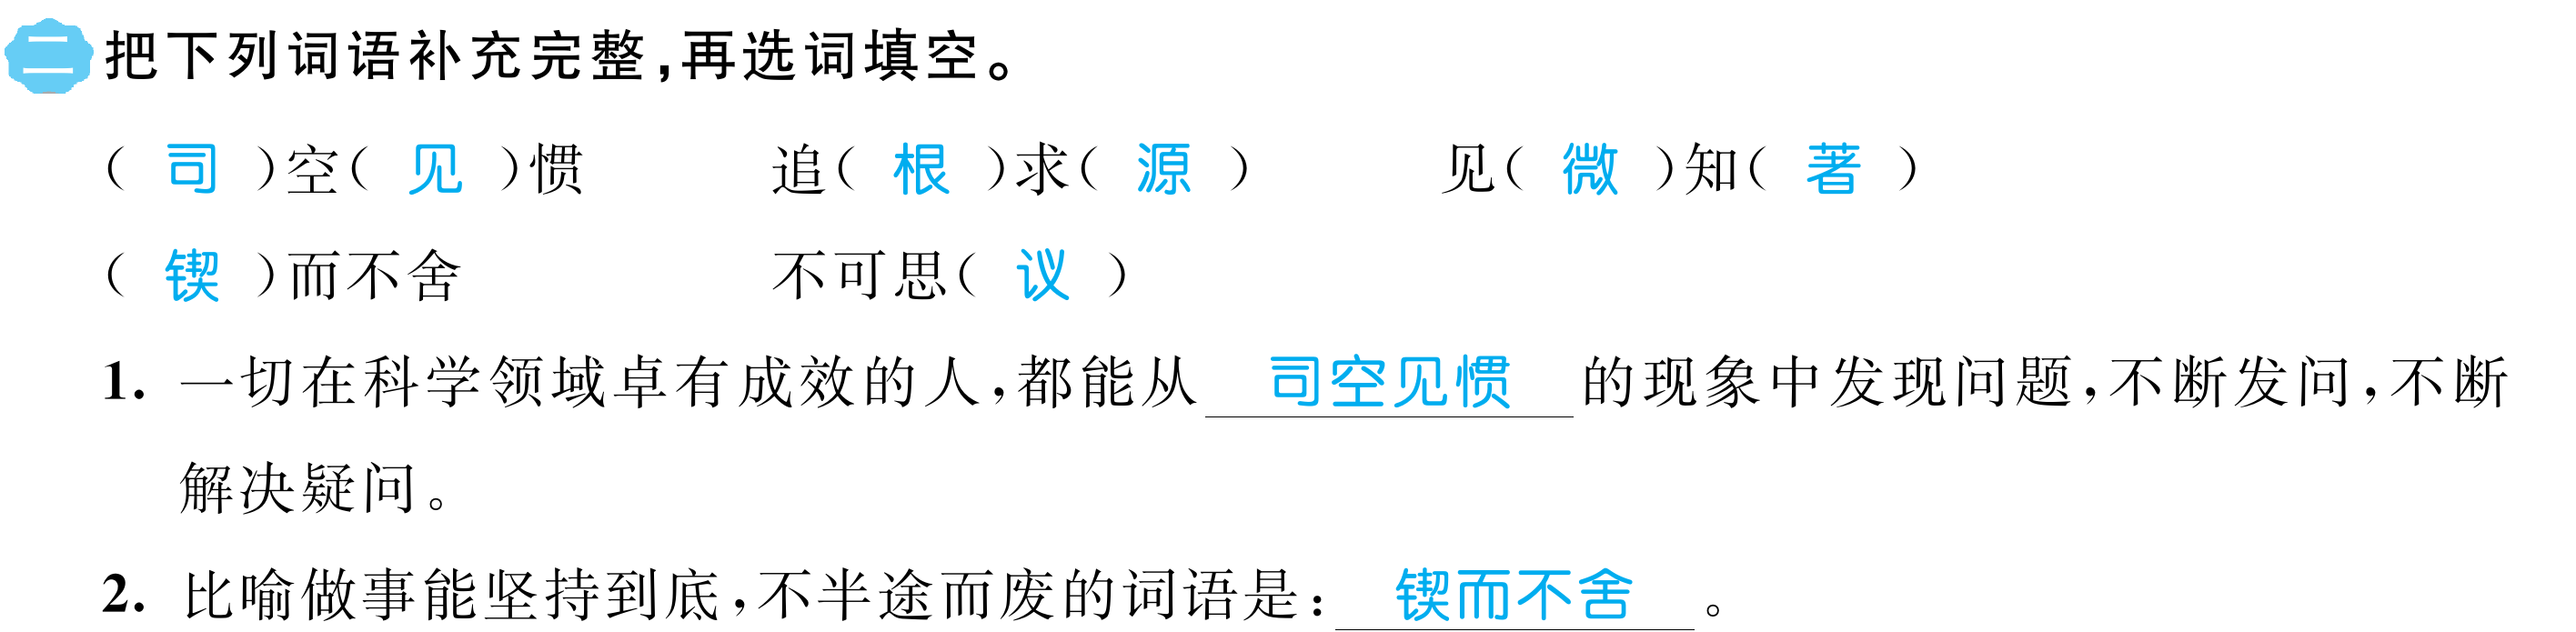 二 把下列词语补充完整,再选词填空。
( 司 )空( 见 )惯 追( 根 )求( 源 ) 见( 微 )知( 著 )
( 锲 )而不舍 不可思( 议 )
1. 一切在科学领域卓有成效的人,都能从 司空见惯 的现象中发现问题,不断发问,不断
解决疑问。
2. 比喻做事能坚持到底,不半途而废的词语是: 锲而不舍 。